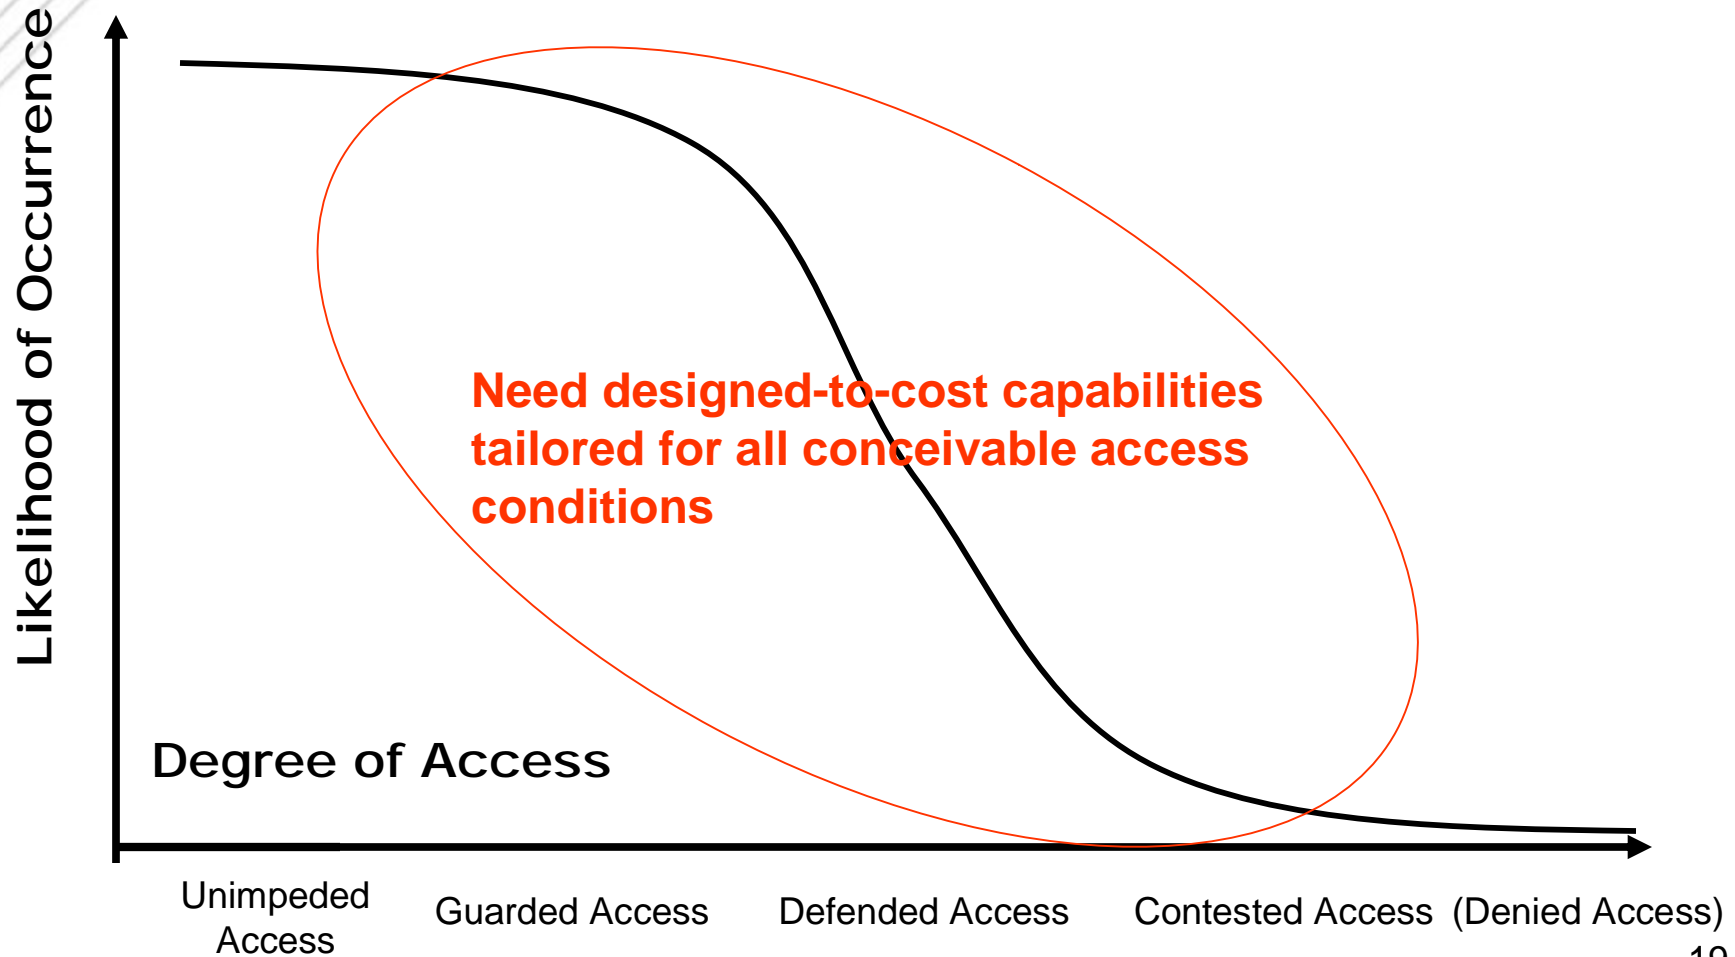 Likelihood of Occurrence
Need designed-to-cost capabilities
tailored for all conceivable access
conditions
Degree of Access
Unimpeded
Access
Guarded Access
Defended Access
Contested Access
(Denied Access)